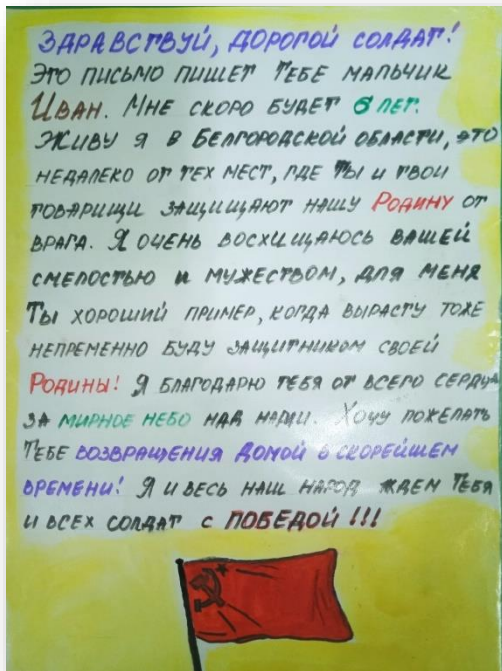 ЗДРАВСТВУЙ, ДОРОГОЙ СОЛДАТ!
ЭТО ПИСЬМО ПИШЕТ ТЕБЕ МАЛЬЧИК
ИВАН. МНЕ СКОРО БУДЕТ 6 ЛЕТ.
ЖИВУ Я В БЕЛГОРОДСКОЙ ОБЛАСТИ, ЭТО
НЕДАЛЕКО ОТ ТЕХ МЕСТ, ГДЕ ТЫ И ТВОИ
ТОВАРИЩИ ЗАЩИЩАЮТ НАШУ РОДИНУ ОТ
ВРАГА. Я ОЧЕНЬ ВОСХИЩАЮСЬ ВАШЕЙ
СМЕЛОСТЬЮ И МУЖЕСТВОМ, ДЛЯ МЕНЯ
ТЫ ХОРОШИЙ ПРИМЕР, КОГДА ВЫРАСТУ ТОЖЕ
НЕПРЕМЕННО БУДУ ЗАЩИТНИКОМ СВОЕЙ
РОДИНЫ! Я БЛАГОДАРЮ ТЕБЯ ОТ ВСЕГО СЕРДЦА
ЗА МИРНОЕ НЕБО НАД НАМИ. ХОЧУ ПОЖЕЛАТЬ
ТЕБЕ ВОЗВРАЩЕНИЯ ДОМОЙ В СКОРЕЙШЕМ
ВРЕМЕНИ! Я И ВЕСЬ НАШ НАРОД ЖДЕМ ТЕБЯ
И ВСЕХ СОЛДАТ С ПОБЕДОЙ!!!